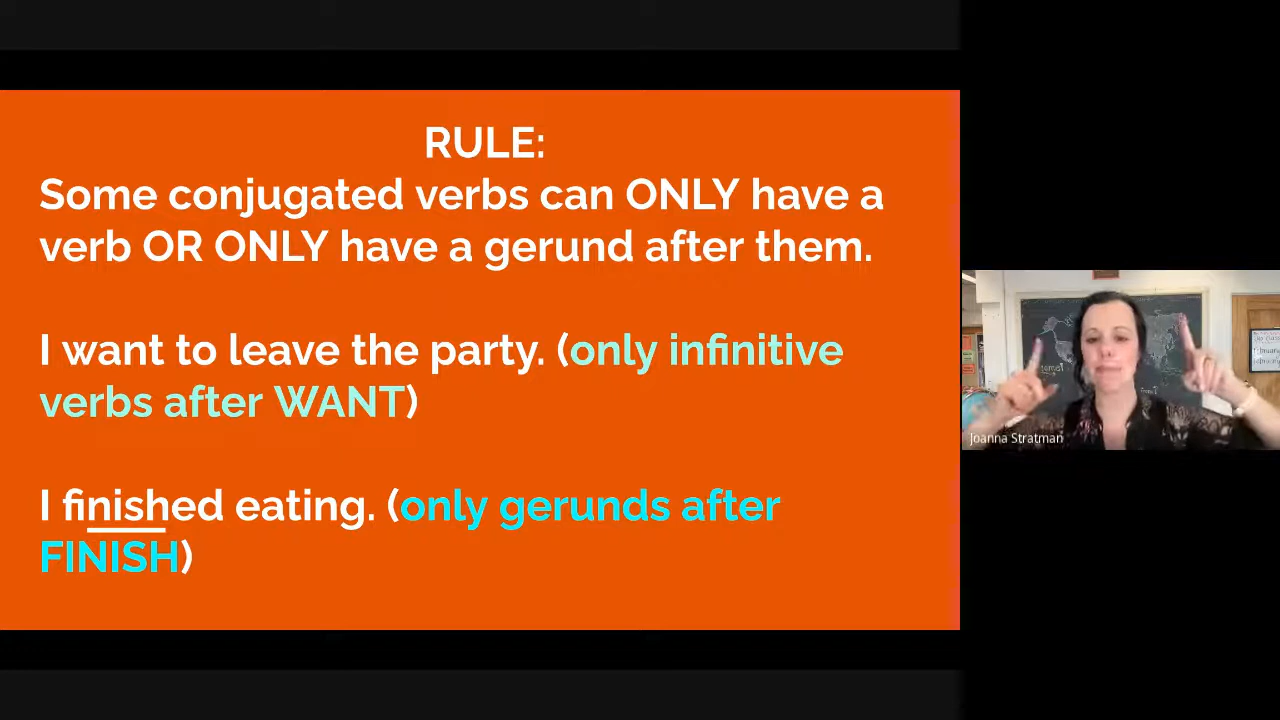 RULE:
Some conjugated verbs can ONLY have a
verb OR ONLY have a gerund after them.
I want to leave the party. (only infinitive
verbs after WANT)
I finished eating. (only gerunds after
FINISH)
Joanna Stratman